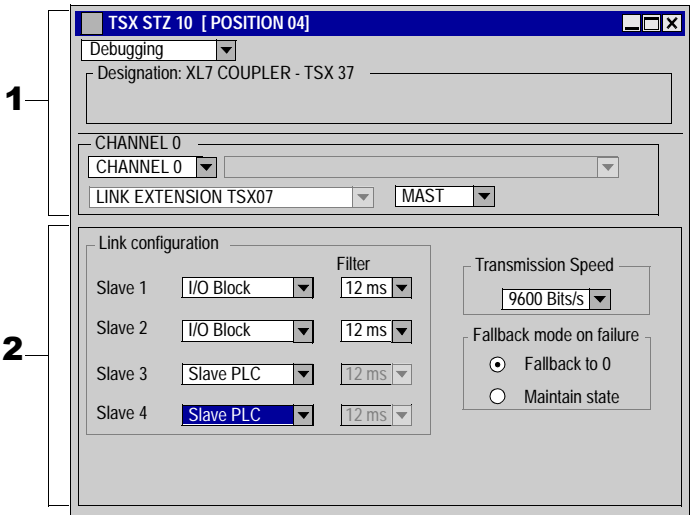 TSX STZ 10 [ POSITION 04]
Debugging
Designation: XL7 COUPLER - TSX 37
1
CHANNEL 0
CHANNEL 0
LINK EXTENSION TSX07 MAST
2
Link configuration
Filter
Slave 1 I/O Block 12 ms
Slave 2 I/O Block 12 ms
Slave 3 Slave PLC 12 ms
Slave 4 Slave PLC 12 ms
Transmission Speed
9600 Bits/s
Fallback mode on failure
Fallback to 0
Maintain state